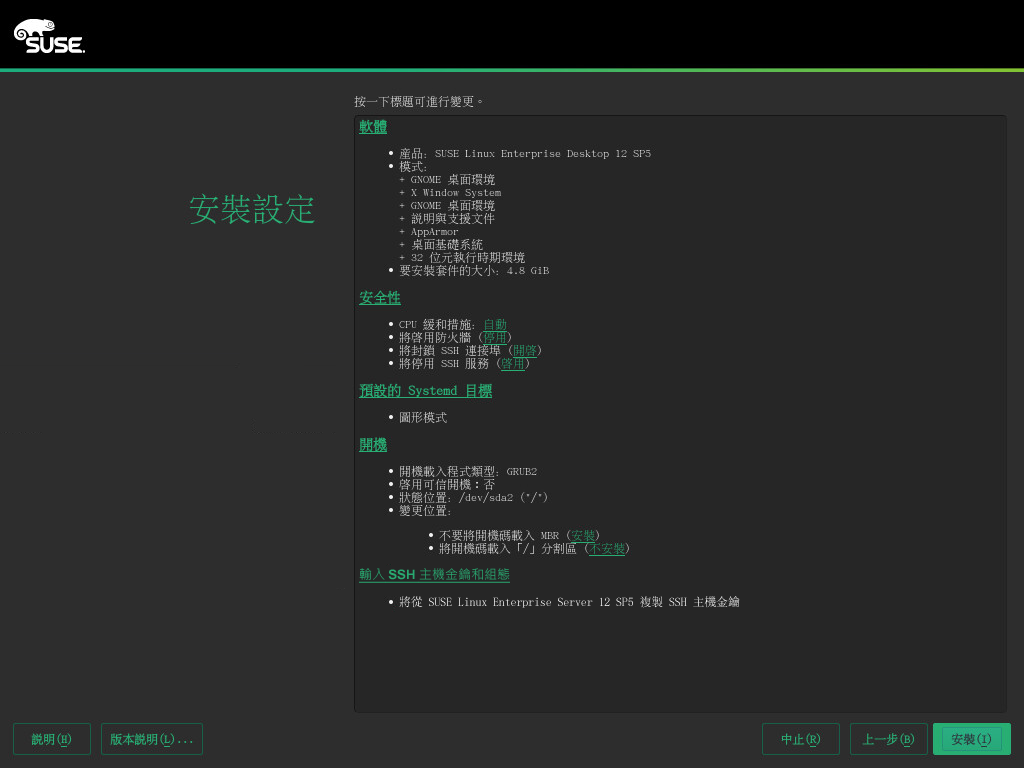 SUSE.
按一下標題可進行變更。
軟體
• 產品: SUSE Linux Enterprise Desktop 12 SP5
• 模式:
+ GNOME 桌面環境
+ X Window System
+ GNOME 桌面環境
+ 說明與支援文件
+ AppArmor
+ 桌面基礎系統
+ 32 位元執行時期環境
• 要安裝套件的大小: 4.8 GiB
安裝設定
安全性
• CPU 緩和措施: 自動
• 將啓用防火牆 (停用)
• 將封鎖 SSH 連接埠 (開啓)
• 將停用 SSH 服務 (啓用)
預設的 Systemd 目標
• 圖形模式
開機
• 開機載入程式類型: GRUB2
• 啓用可信開機：否
• 狀態位置: /dev/sda2 ("/")
• 變更位置:
• 不要將開機碼載入 MBR (安裝)
• 將開機碼載入「/」分割區 (不安裝)
輸入 SSH 主機金鑰和組態
• 將從 SUSE Linux Enterprise Server 12 SP5 複製 SSH 主機金鑰
說明(H)
版本說明(L)...
中止(R)
上一步(B)
安裝(I)